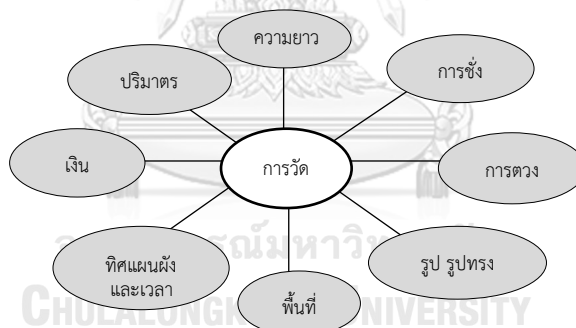 ความยาว
ปริมาตร
การชั่ง
เงิน
การวัด
การตวง
ทิศแผนผัง
และเวลา
รูป รูปทรง
พื้นที่
CHULALONGKORN UNIVERSITY